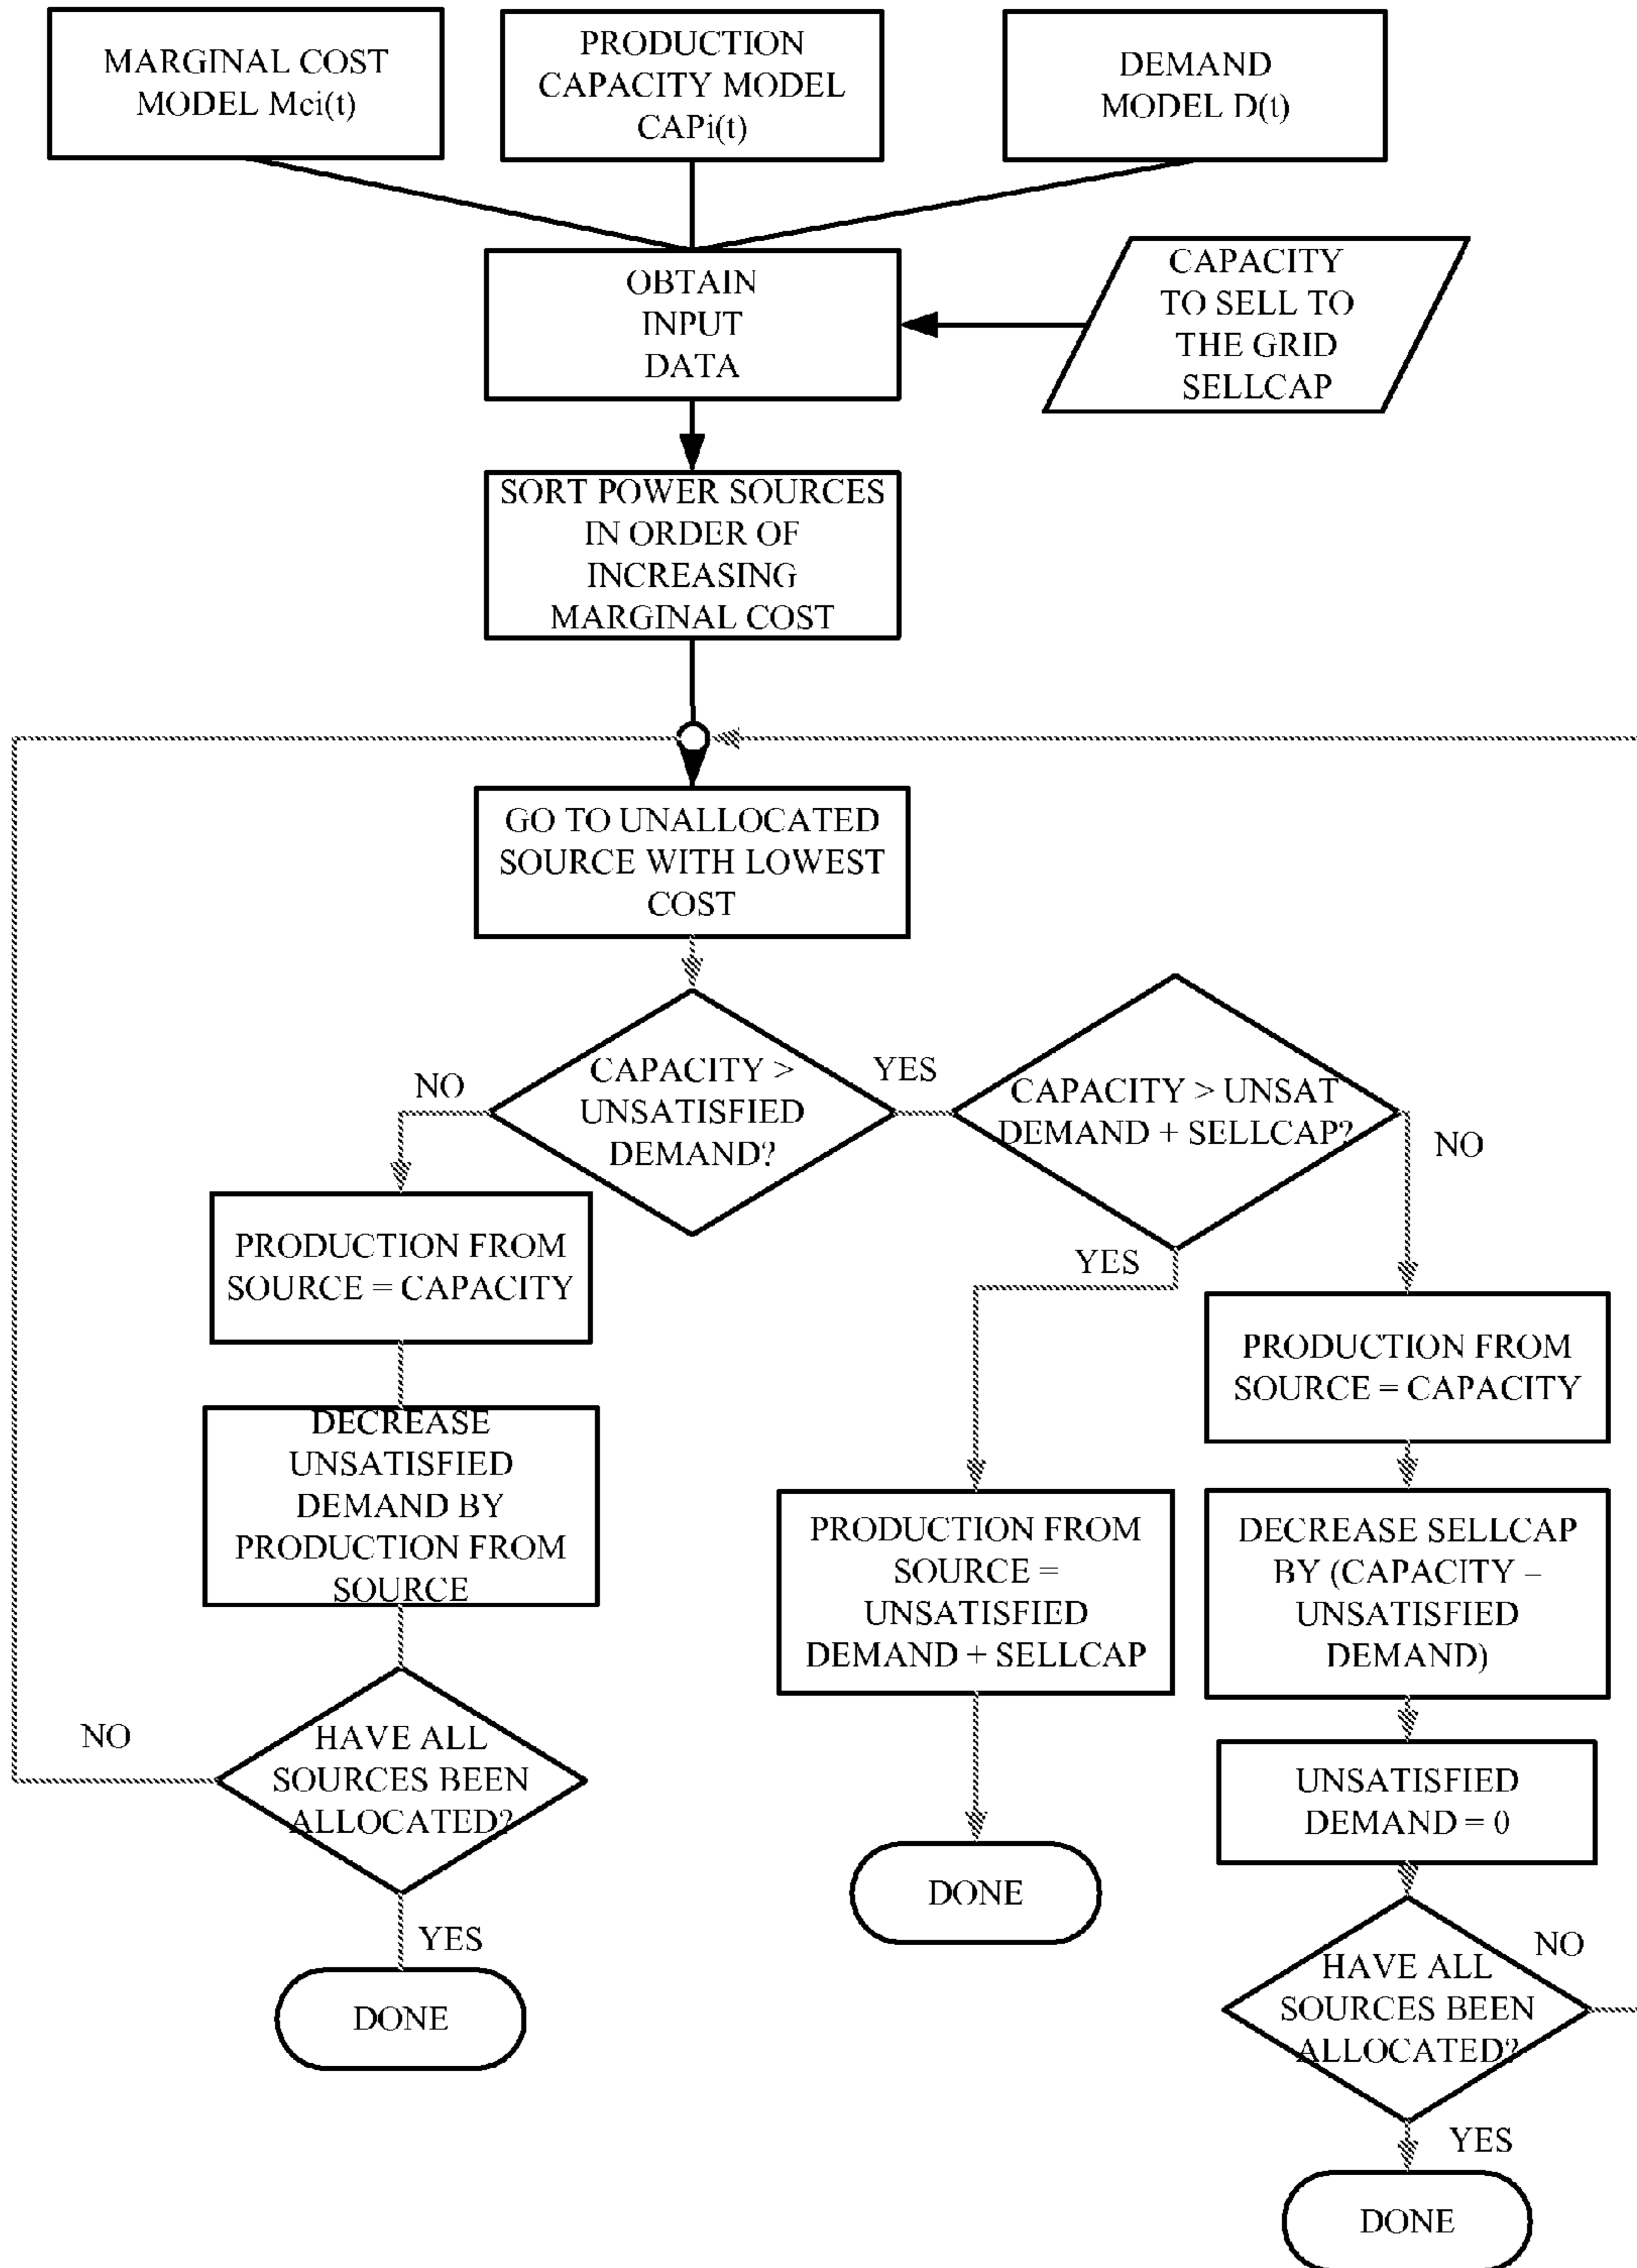 MARGINAL COST
MODEL Mci(t)
PRODUCTION
CAPACITY MODEL
CAPi(t)
DEMAND
MODEL D(t)
OBTAIN
INPUT
DATA
CAPACITY
TO SELL TO
THE GRID
SELLCAP
SORT POWER SOURCES
IN ORDER OF
INCREASING
MARGINAL COST
GO TO UNALLOCATED
SOURCE WITH LOWEST
COST
CAPACITY >
UNSATISFIED
DEMAND?
NO
YES
CAPACITY > UNSAT
DEMAND + SELLCAP?
NO
YES
PRODUCTION FROM
SOURCE = CAPACITY
DECREASE
UNSATISFIED
DEMAND BY
PRODUCTION FROM
SOURCE
HAVE ALL
SOURCES BEEN
ALLOCATED?
NO
YES
DONE
PRODUCTION FROM
SOURCE =
UNSATISFIED
DEMAND + SELLCAP
DONE
PRODUCTION FROM
SOURCE = CAPACITY
DECREASE SELLCAP
BY (CAPACITY –
UNSATISFIED
DEMAND)
UNSATISFIED
DEMAND = 0
HAVE ALL
SOURCES BEEN
ALLOCATED?
NO
YES
DONE